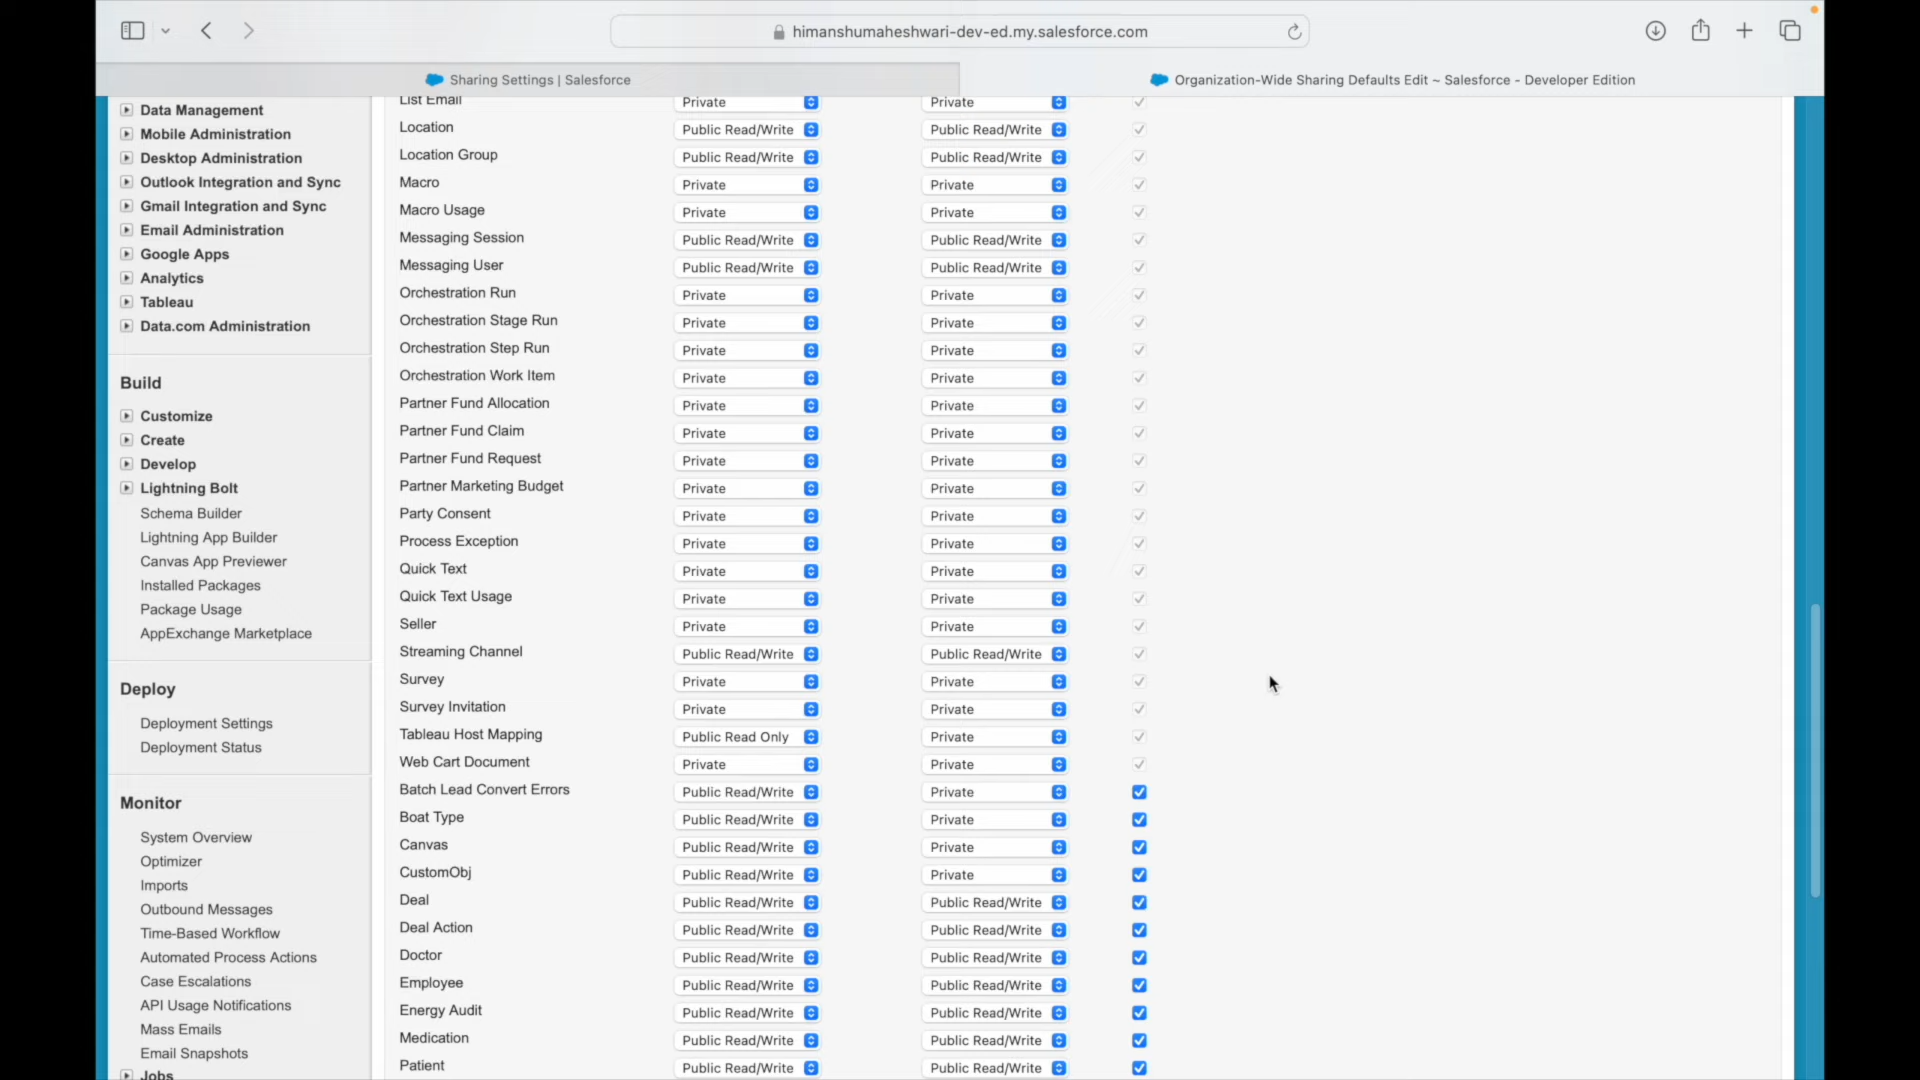 himanshumaheshwari-dev-ed.my.salesforce.com
Sharing Settings | Salesforce
Organization-Wide Sharing Defaults Edit ~ Salesforce - Developer Edition
Data Management
Mobile Administration
Desktop Administration
Outlook Integration and Sync
Gmail Integration and Sync
Email Administration
Google Apps
Analytics
Tableau
Data.com Administration
Build
Customize
Create
Develop
Lightning Bolt
Schema Builder
Lightning App Builder
Canvas App Previewer
Installed Packages
Package Usage
AppExchange Marketplace
Deploy
Deployment Settings
Deployment Status
Monitor
System Overview
Optimizer
Imports
Outbound Messages
Time-Based Workflow
Automated Process Actions
Case Escalations
API Usage Notifications
Mass Emails
Email Snapshots
Jobs
List Email Private Private
Location Public Read/Write Public Read/Write
Location Group Public Read/Write Public Read/Write
Macro Private Private
Macro Usage Private Private
Messaging Session Public Read/Write Public Read/Write
Messaging User Public Read/Write Public Read/Write
Orchestration Run Private Private
Orchestration Stage Run Private Private
Orchestration Step Run Private Private
Orchestration Work Item Private Private
Partner Fund Allocation Private Private
Partner Fund Claim Private Private
Partner Fund Request Private Private
Partner Marketing Budget Private Private
Party Consent Private Private
Process Exception Private Private
Quick Text Private Private
Quick Text Usage Private Private
Seller Private Private
Streaming Channel Public Read/Write Public Read/Write
Survey Private Private
Survey Invitation Private Private
Tableau Host Mapping Public Read Only Private
Web Cart Document Private Private
Batch Lead Convert Errors Public Read/Write Private
Boat Type Public Read/Write Private
Canvas Public Read/Write Private
CustomObj Public Read/Write Private
Deal Public Read/Write Public Read/Write
Deal Action Public Read/Write Public Read/Write
Doctor Public Read/Write Public Read/Write
Employee Public Read/Write Public Read/Write
Energy Audit Public Read/Write Public Read/Write
Medication Public Read/Write Public Read/Write
Patient Public Read/Write Public Read/Write